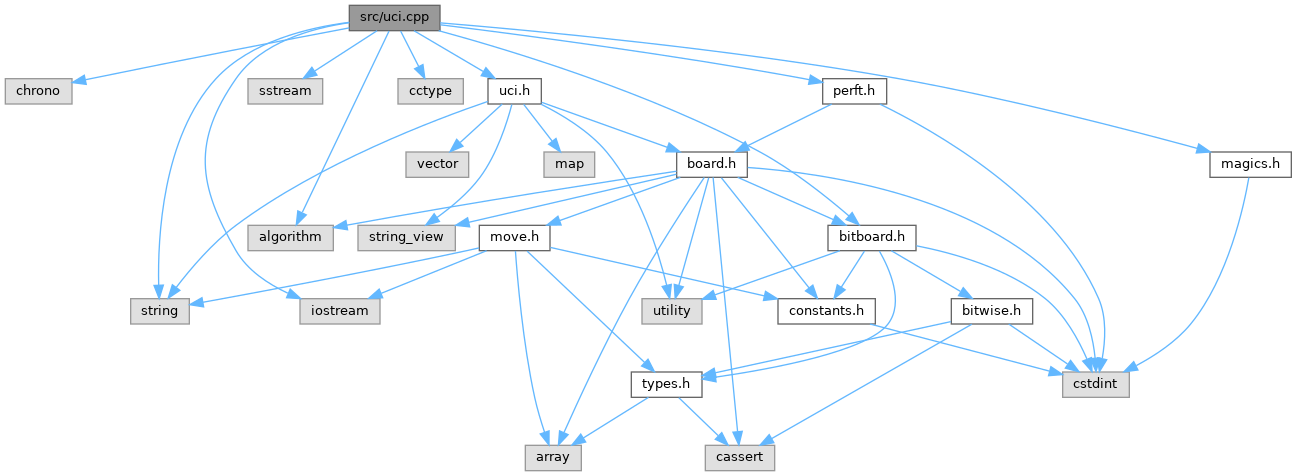 src/uci.cpp
chrono
sstream
cctype
uci.h
perft.h
vector
map
board.h
magics.h
algorithm
string_view
move.h
bitboard.h
string
iostream
utility
constants.h
bitwise.h
types.h
cstdint
array
cassert